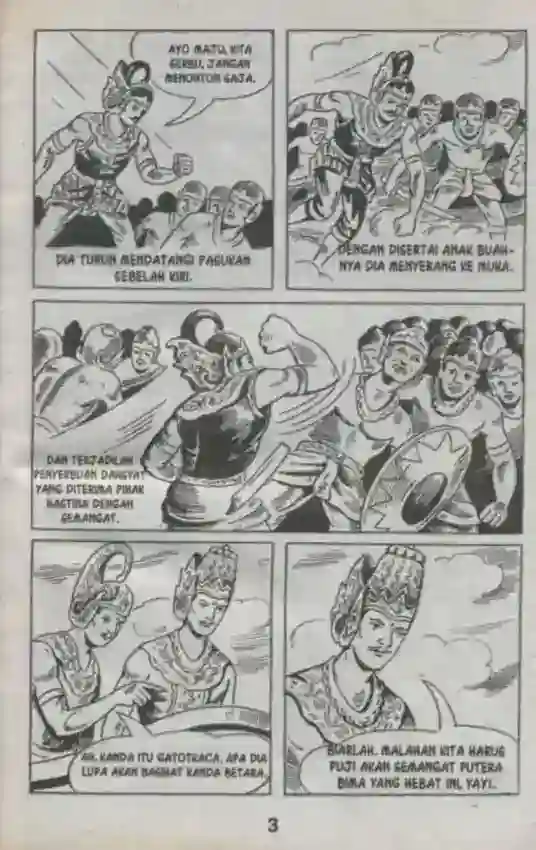 AYO MAJU, KITA
SERBU, JANGAN
MENONTON SAJA.
DIA TURUN MENDATANGI PASUKAN
SEBELAH KIRI.
DENGAN DISERTAI ANAK BUAH-
NYA DIA MENYERANG KE MUKA.
DAN TERJADILAH
PENYERBUAN DAHSYAT
YANG DITERIMA PIHAK
HASTINA DENGAN
SEMANGAT.
AH, KANDA ITU GATOTKACA. APA DIA
LUPA AKAN NASIHAT KANDA BETARA.
BIARLAH. MALAHAN KITA HARUS
PUJI AKAN SEMANGAT PUTERA
BIMA YANG HEBAT INI, YAYI.
3